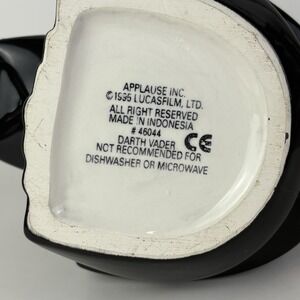 APPLAUSE INC.
©1995 LUCASFILM, LTD.
ALL RIGHT RESERVED
MADE IN INDONESIA
# 46044
DARTH VADER CE
NOT RECOMMENDED FOR
DISHWASHER OR MICROWAVE